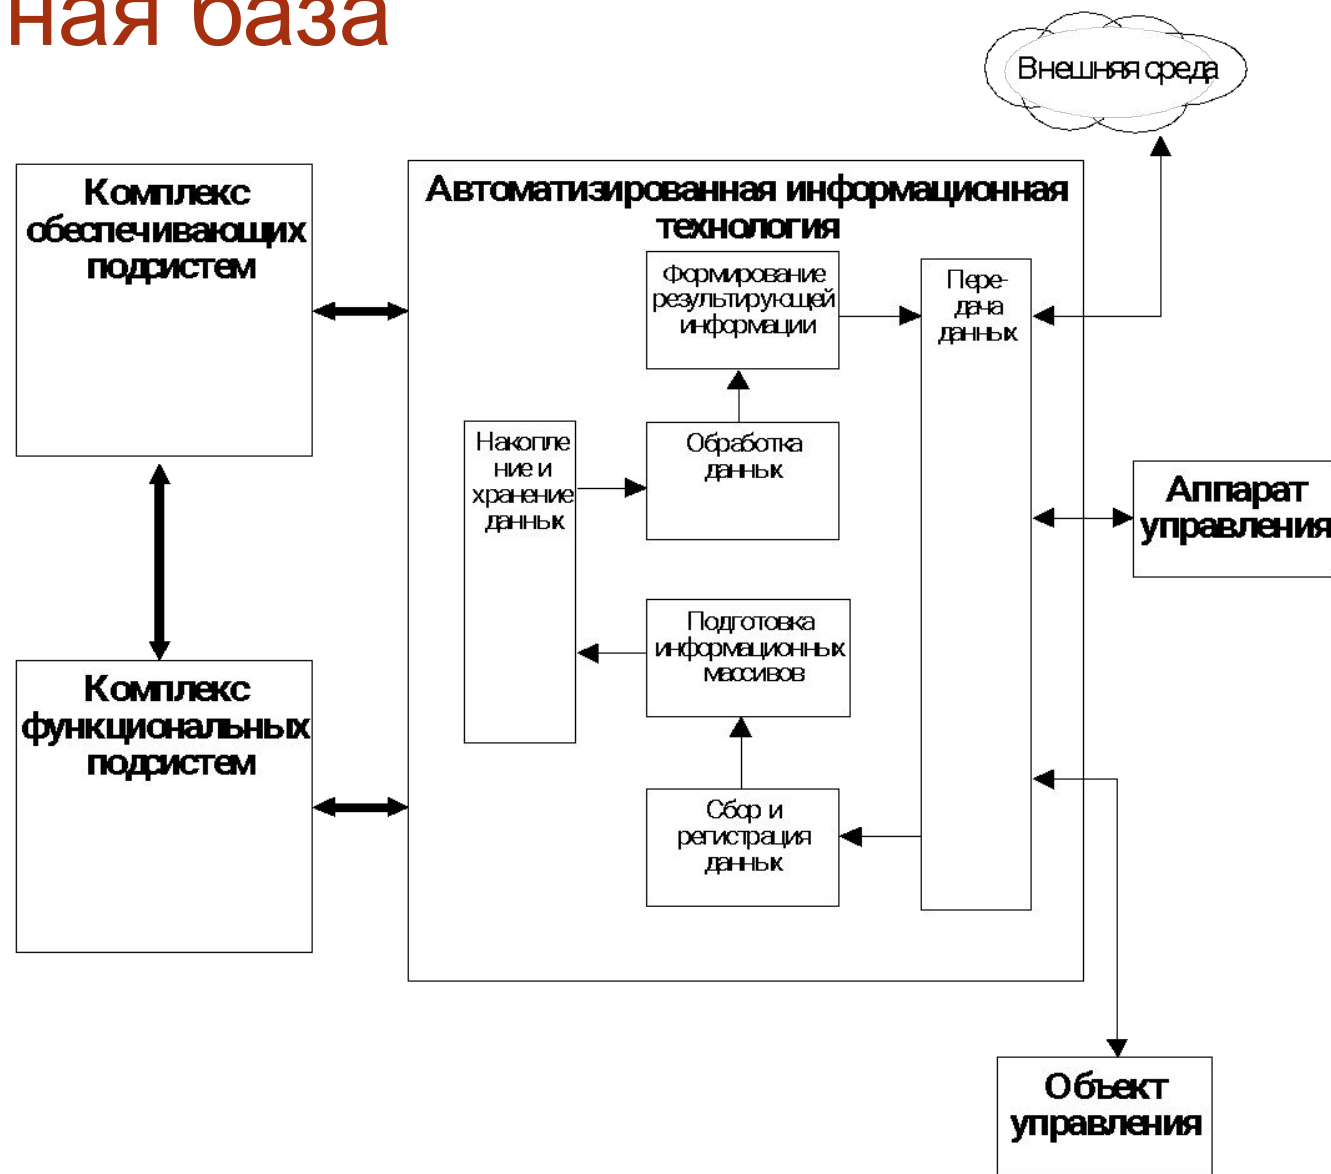 ная база
Внешняя среда
Комплекс
обеспечивающих
подсистем
Автоматизированная информационная
технология
Формирование
результирующей
информации
Пере-
дача
данных
Накопле
ние и
хранение
данных
Обработка
данных
Аппарат
управления
Подготовка
информационных
массивов
Комплекс
функциональных
подсистем
Сбор и
регистрация
данных
Объект
управления